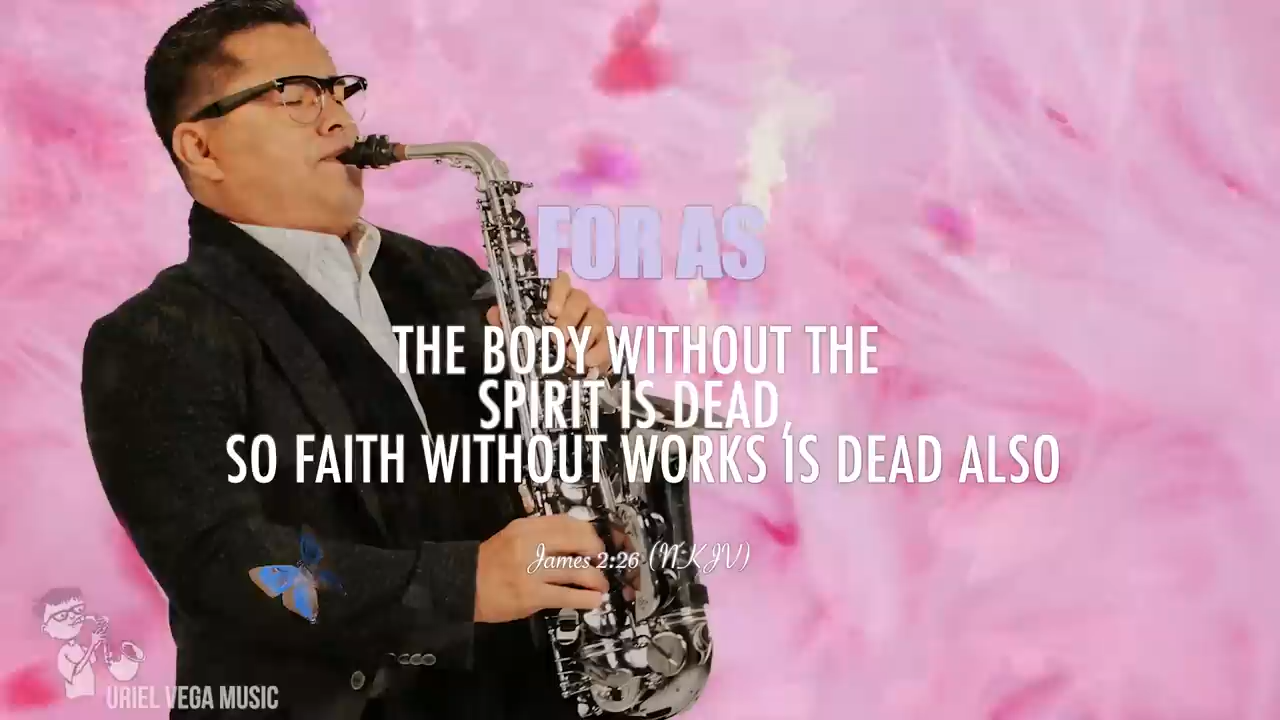 FOR AS
THE BODY WITHOUT THE
SPIRIT IS DEAD,
SO FAITH WITHOUT WORKS IS DEAD ALSO
James 2:26 (NKJV)
URIEL VEGA MUSIC